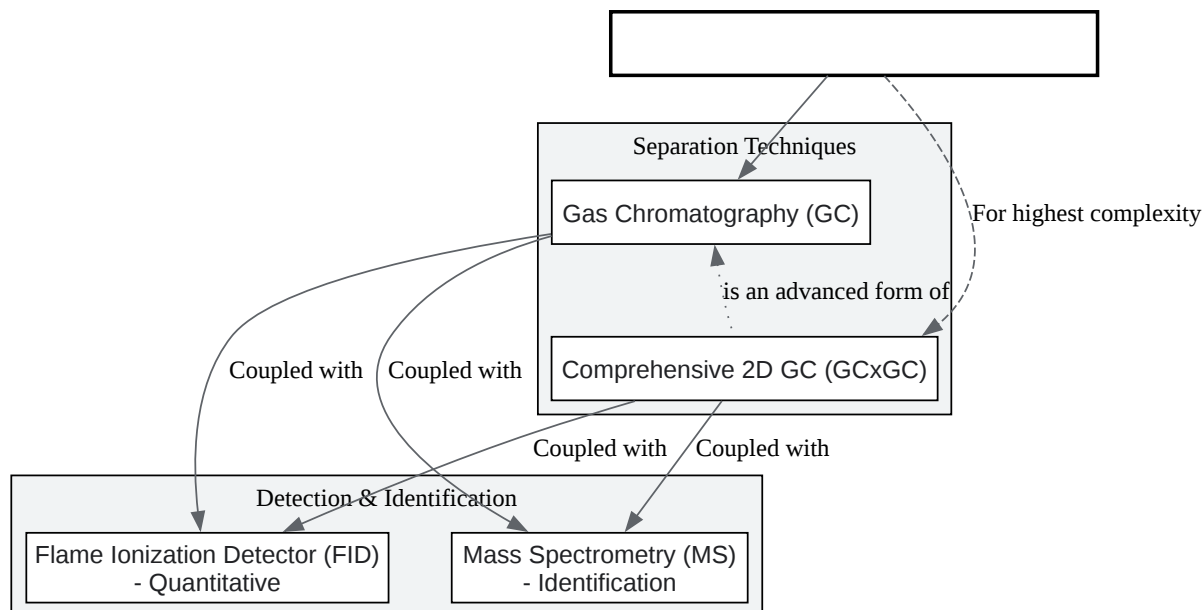 Separation Techniques
Gas Chromatography (GC)
For highest complexity
is an advanced form of
Comprehensive 2D GC (GCxGC)
Coupled with
Coupled with
Coupled with
Coupled with
Detection & Identification
Flame Ionization Detector (FID)
- Quantitative
Mass Spectrometry (MS)
- Identification